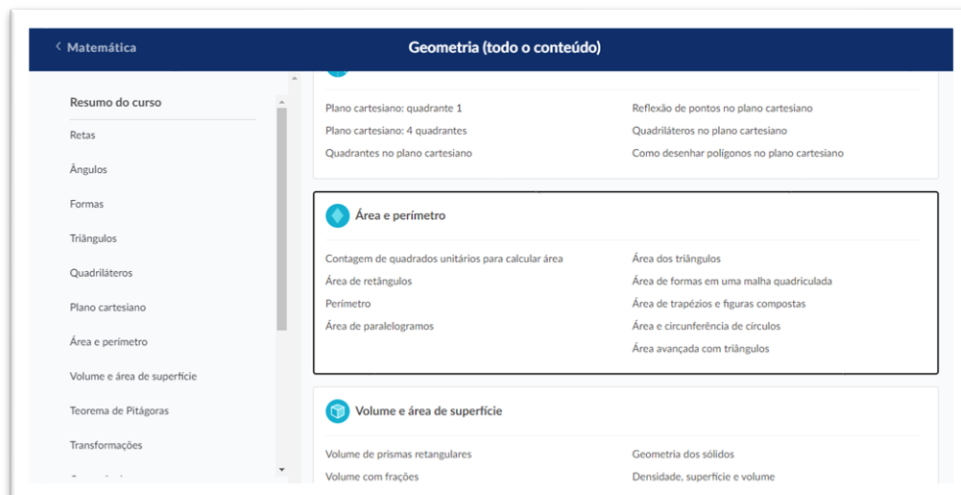 < Matemática
Geometria (todo o conteúdo)
Resumo do curso
Retas
Ângulos
Formas
Triângulos
Quadriláteros
Plano cartesiano
Área e perímetro
Volume e área de superfície
Teorema de Pitágoras
Transformações
Plano cartesiano: quadrante 1
Plano cartesiano: 4 quadrantes
Quadrantes no plano cartesiano
Reflexão de pontos no plano cartesiano
Quadriláteros no plano cartesiano
Como desenhar polígonos no plano cartesiano
Área e perímetro
Contagem de quadrados unitários para calcular área
Área de retângulos
Perímetro
Área de paralelogramos
Área dos triângulos
Área de formas em uma malha quadriculada
Área de trapézios e figuras compostas
Área e circunferência de círculos
Área avançada com triângulos
Volume e área de superfície
Volume de prismas retangulares
Volume com frações
Geometria dos sólidos
Densidade, superfície e volume